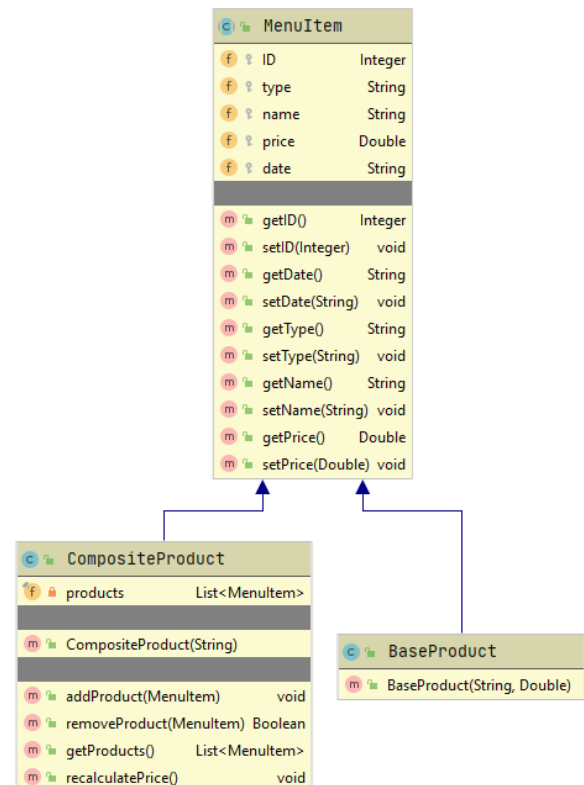 MenuItem
ID Integer
type String
name String
price Double
date String
getID() Integer
setID(Integer) void
getDate() String
setDate(String) void
getType() String
setType(String) void
getName() String
setName(String) void
getPrice() Double
setPrice(Double) void
CompositeProduct
products List<MenuItem>
CompositeProduct(String)
addProduct(MenuItem) void
removeProduct(MenuItem) Boolean
getProducts() List<MenuItem>
recalculatePrice() void
BaseProduct
BaseProduct(String, Double)